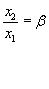 x₂/x₁ = β